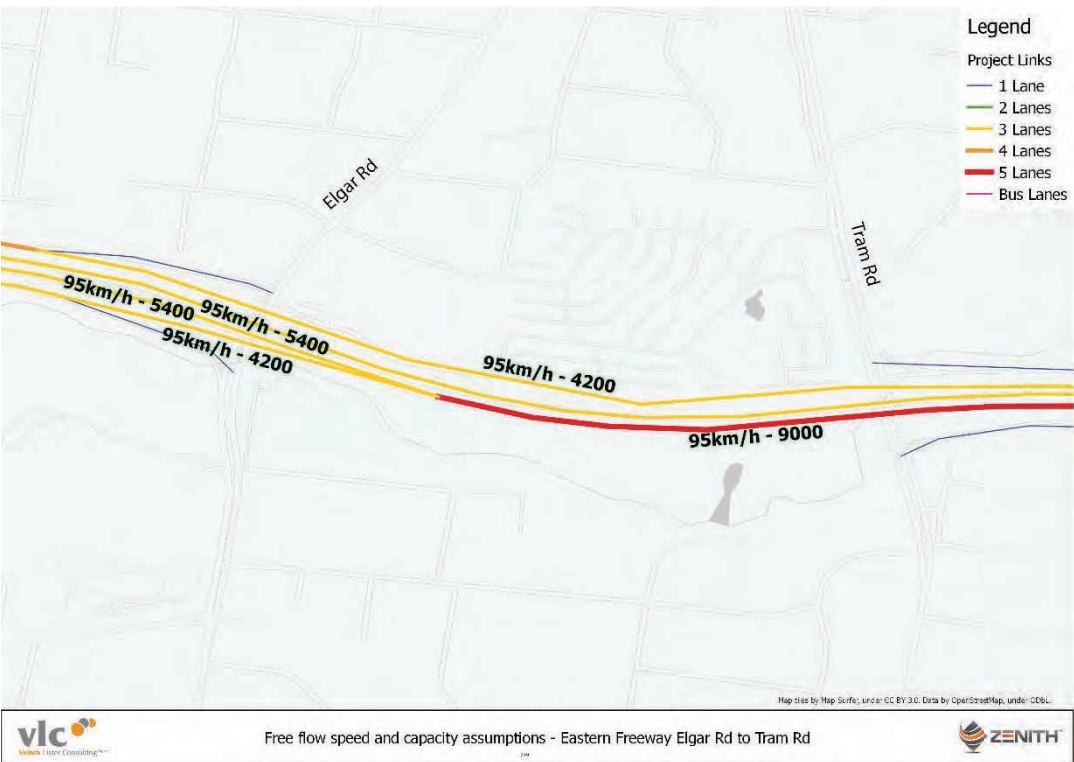 Legend
Project Links
1 Lane
2 Lanes
3 Lanes
4 Lanes
5 Lanes
Bus Lanes
Elgar Rd
Tram Rd
95km/h - 5400
95km/h - 5400
95km/h - 4200
95km/h - 4200
95km/h - 9000
Map tiles by Map Surfer, under CC BY 3.0. Data by OpenStreetMap, under ODbL.
vlc
Veitch Lister Consulting
Free flow speed and capacity assumptions - Eastern Freeway Elgar Rd to Tram Rd
ZENITH